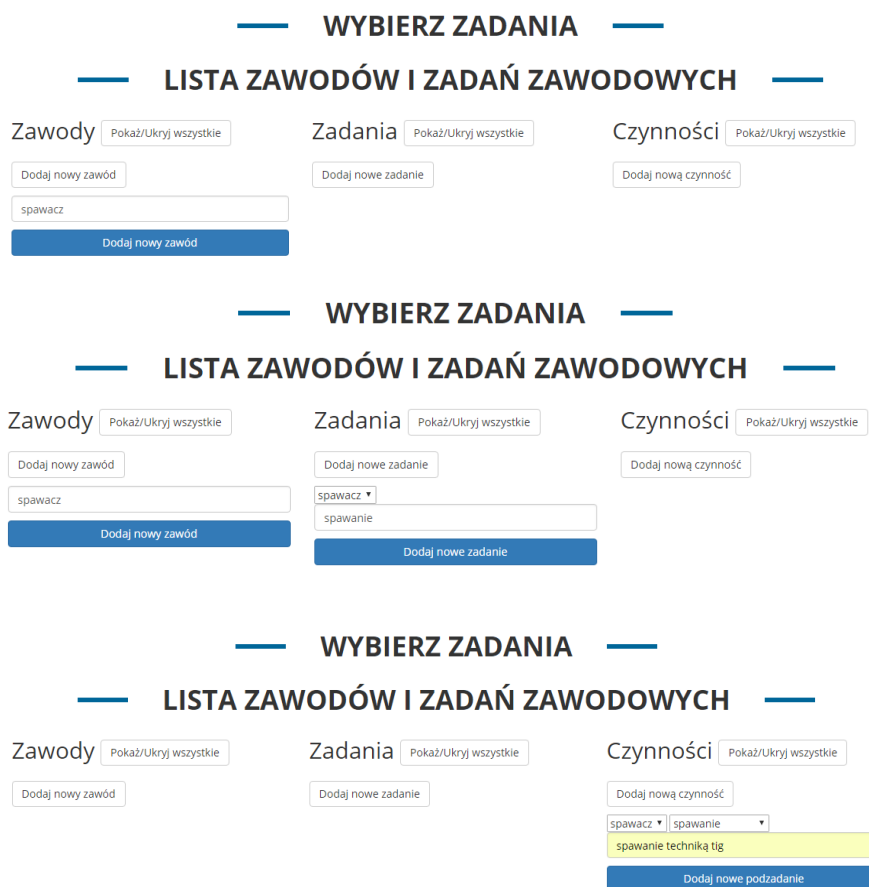 WYBIERZ ZADANIA
LISTA ZAWODÓW I ZADAŃ ZAWODOWYCH
Zawody Pokaż/Ukryj wszystkie Zadania Pokaż/Ukryj wszystkie Czynności Pokaż/Ukryj wszystkie
Dodaj nowy zawód Dodaj nowe zadanie Dodaj nową czynność
spawacz
Dodaj nowy zawód
WYBIERZ ZADANIA
LISTA ZAWODÓW I ZADAŃ ZAWODOWYCH
Zawody Pokaż/Ukryj wszystkie Zadania Pokaż/Ukryj wszystkie Czynności Pokaż/Ukryj wszystkie
Dodaj nowy zawód Dodaj nowe zadanie Dodaj nową czynność
spawacz
spawacz spawanie
Dodaj nowy zawód
Dodaj nowe zadanie
WYBIERZ ZADANIA
LISTA ZAWODÓW I ZADAŃ ZAWODOWYCH
Zawody Pokaż/Ukryj wszystkie Zadania Pokaż/Ukryj wszystkie Czynności Pokaż/Ukryj wszystkie
Dodaj nowy zawód Dodaj nowe zadanie Dodaj nową czynność
spawacz spawanie
spawanie techniką tig
Dodaj nowe podzadanie